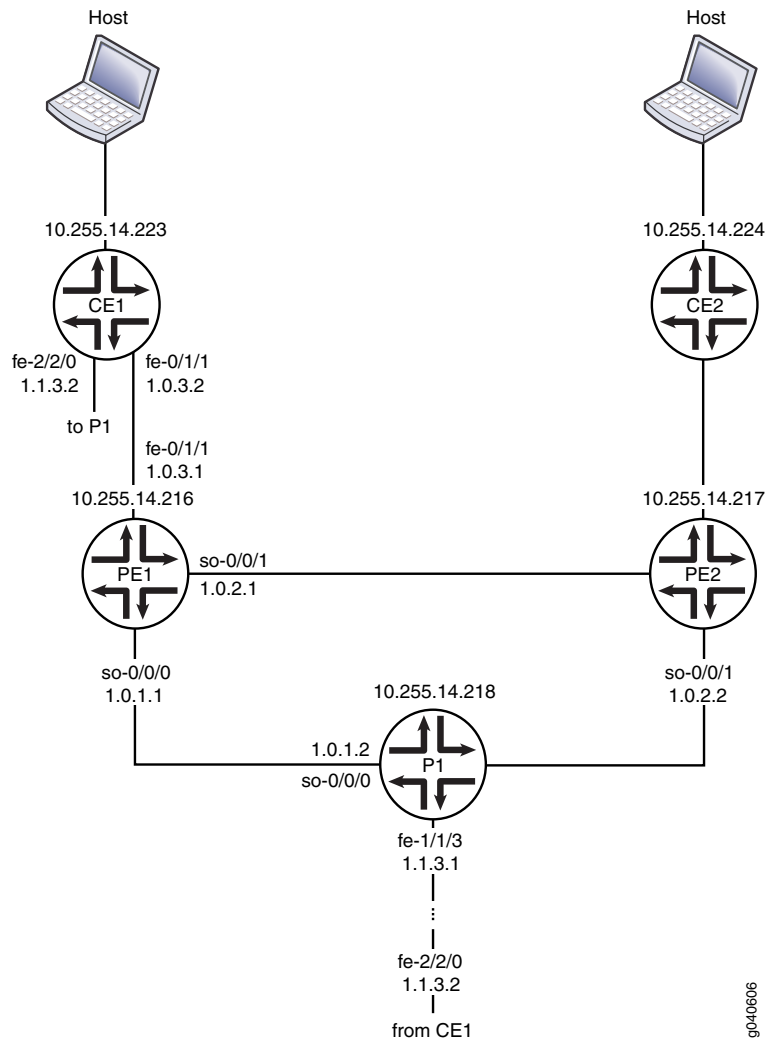 Host
Host
10.255.14.223
10.255.14.224
CE1
CE2
fe-2/2/0
1.1.3.2
fe-0/1/1
1.0.3.2
to P1
fe-0/1/1
1.0.3.1
10.255.14.216
10.255.14.217
PE1
so-0/0/1
1.0.2.1
PE2
so-0/0/0
1.0.1.1
so-0/0/1
1.0.2.2
10.255.14.218
1.0.1.2
so-0/0/0
P1
fe-1/1/3
1.1.3.1
...
fe-2/2/0
1.1.3.2
from CE1
g040606